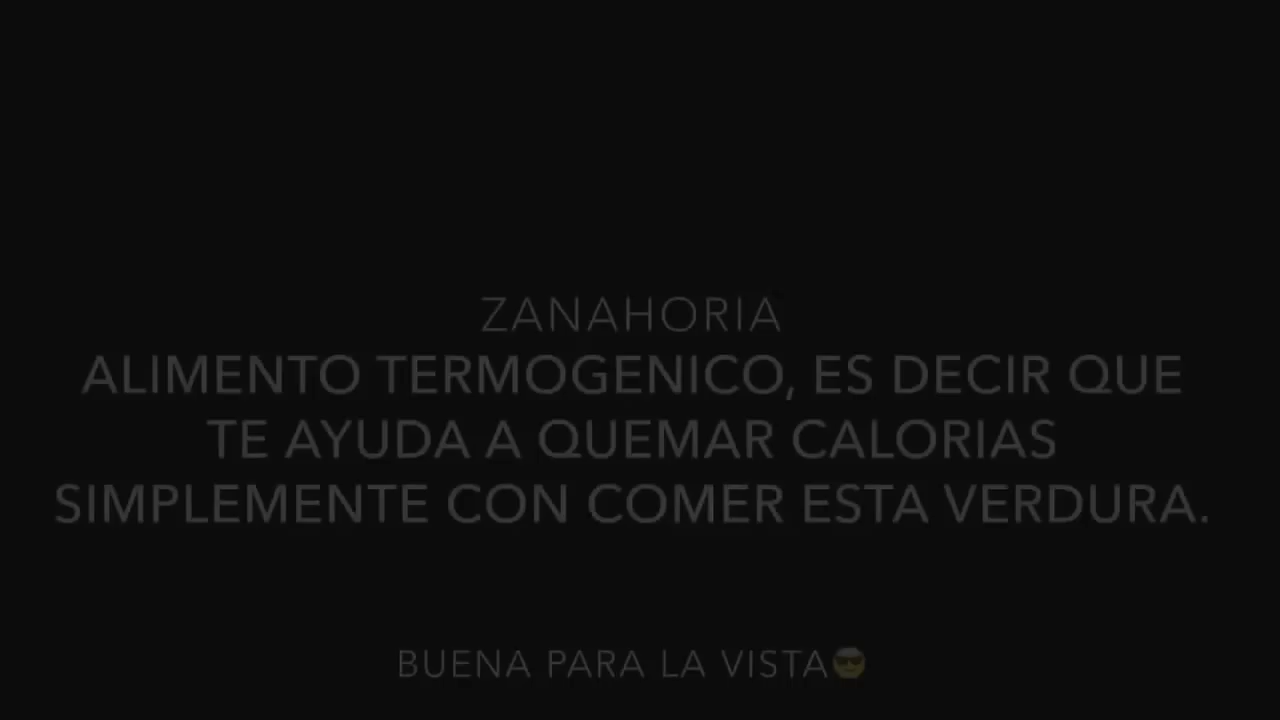 ZANAHORIA
ALIMENTO TERMOGENICO, ES DECIR QUE
TE AYUDA A QUEMAR CALORIAS
SIMPLEMENTE CON COMER ESTA VERDURA.
BUENA PARA LA VISTA😎